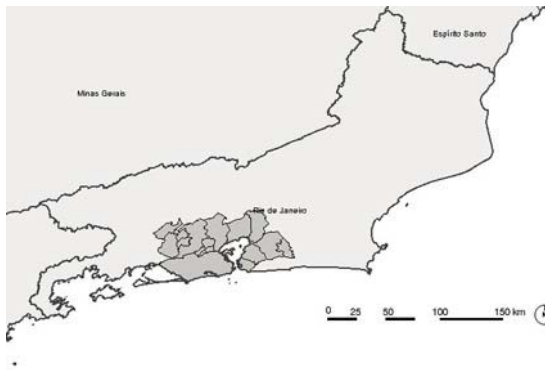 Espírito Santo
Minas Gerais
Rio de Janeiro
0 25 50 100 150 km